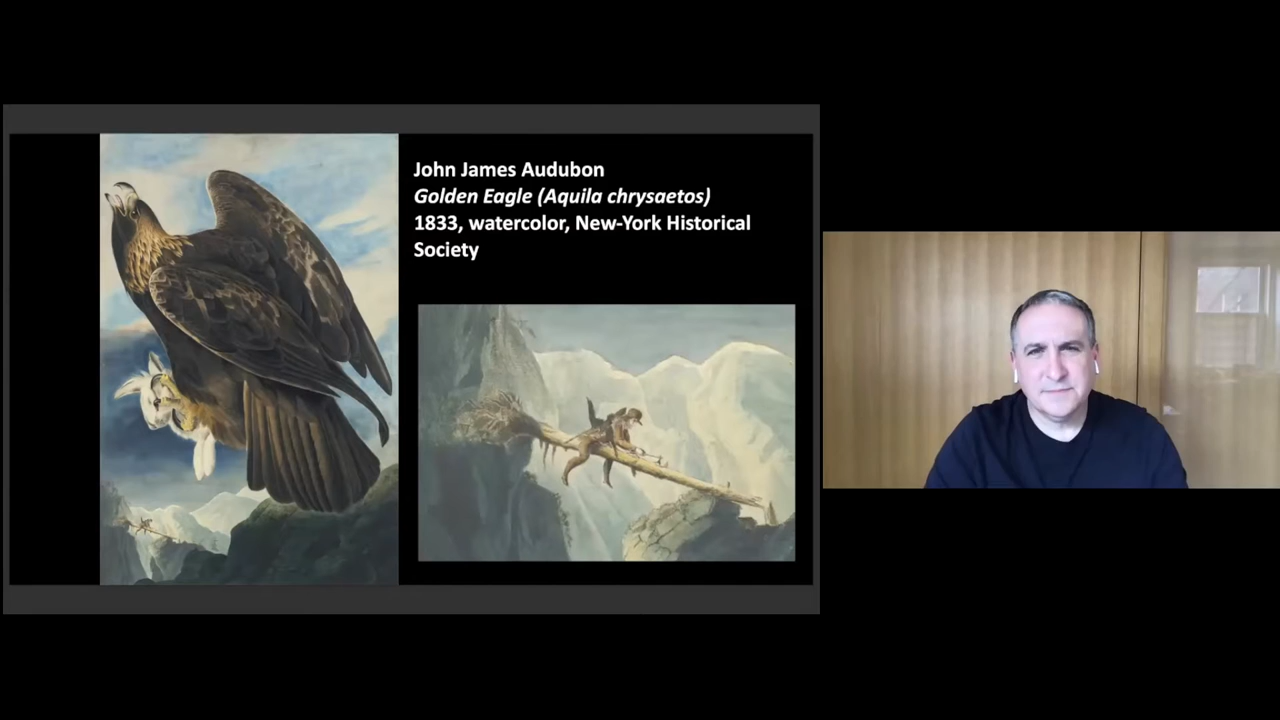 John James Audubon
Golden Eagle (Aquila chrysaetos)
1833, watercolor, New-York Historical
Society